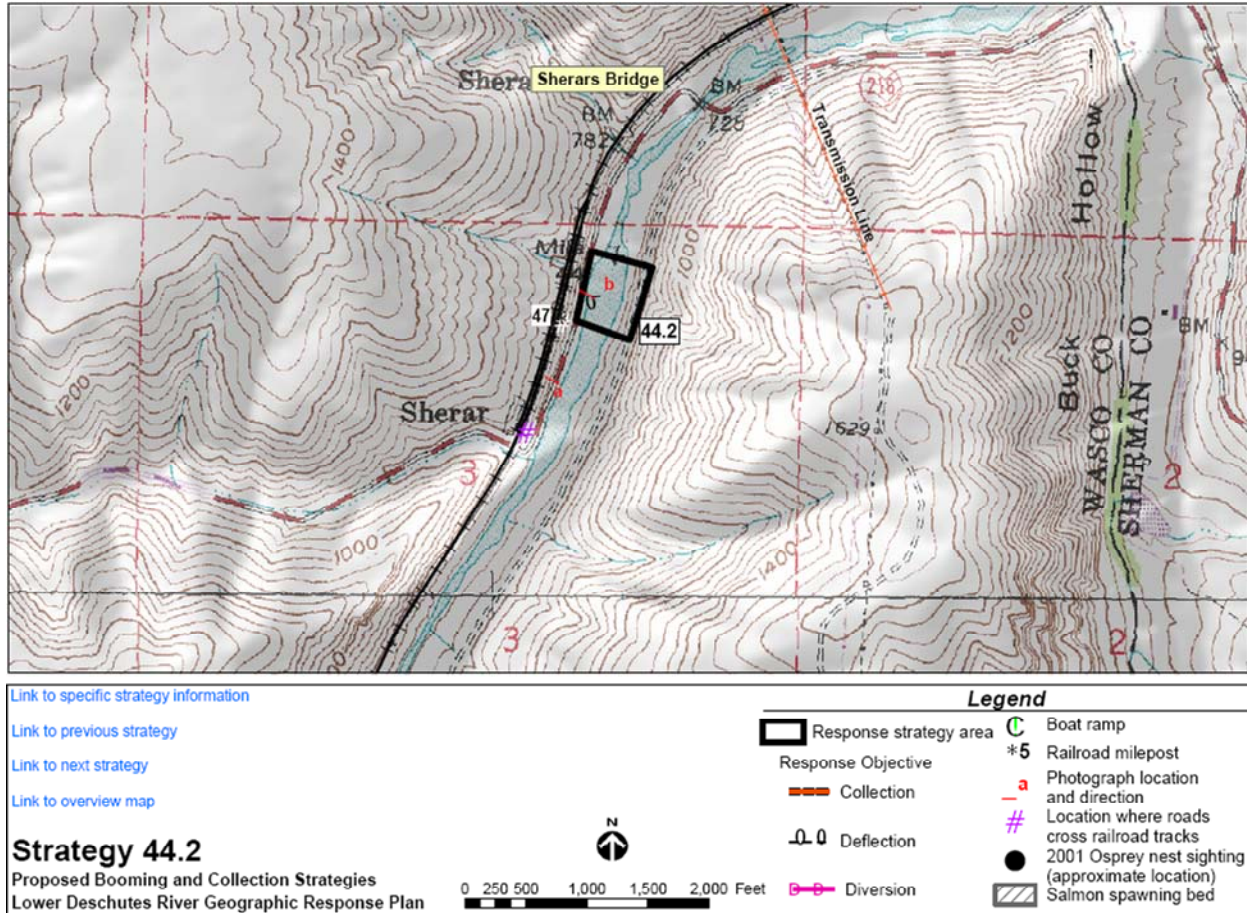 Sherars Bridge
BM
216
BM
725
782
1400
Transmission Line
Hollow
1000
b
47
44.2
a
1200
Buck
WASCO CO
SHERMAN CO
BM
1200
Sherar
1629
3
2
1000
1400
3
2
Link to specific strategy information
Link to previous strategy
Link to next strategy
Link to overview map
Strategy 44.2
Proposed Booming and Collection Strategies
Lower Deschutes River Geographic Response Plan
N
0 250 500 1,000 1,500 2,000 Feet
Legend
Response strategy area
Response Objective
Collection
Deflection
Diversion
Boat ramp
*5 Railroad milepost
a Photograph location
and direction
# Location where roads
cross railroad tracks
2001 Osprey nest sighting
(approximate location)
Salmon spawning bed